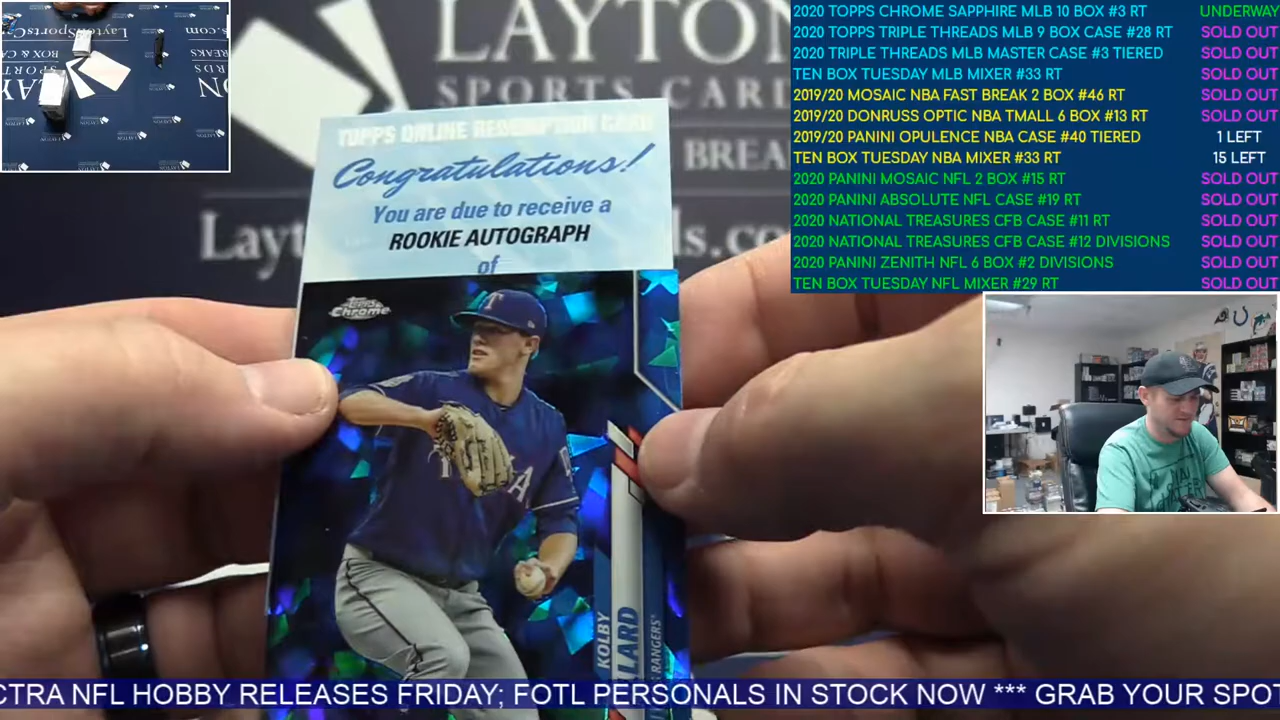 LAYTON
SPORTS CARD
BREA
TOPPS ONLINE REDEMPTION CARD
Congratulations!
You are due to receive a
ROOKIE AUTOGRAPH
of
Topps
Chrome
KOLBY
LLARD
RANGERS
LaytonSportsCards.com
BOX & CA
BREAKS
2020 TOPPS CHROME SAPPHIRE MLB 10 BOX #3 RT UNDERWAY
2020 TOPPS TRIPLE THREADS MLB 9 BOX CASE #28 RT SOLD OUT
2020 TRIPLE THREADS MLB MASTER CASE #3 TIERED SOLD OUT
TEN BOX TUESDAY MLB MIXER #33 RT SOLD OUT
2019/20 MOSAIC NBA FAST BREAK 2 BOX #46 RT SOLD OUT
2019/20 DONRUSS OPTIC NBA TMALL 6 BOX #13 RT SOLD OUT
2019/20 PANINI OPULENCE NBA CASE #40 TIERED 1 LEFT
TEN BOX TUESDAY NBA MIXER #33 RT 15 LEFT
2020 PANINI MOSAIC NFL 2 BOX #15 RT SOLD OUT
2020 PANINI ABSOLUTE NFL CASE #19 RT SOLD OUT
2020 NATIONAL TREASURES CFB CASE #11 RT SOLD OUT
2020 NATIONAL TREASURES CFB CASE #12 DIVISIONS SOLD OUT
2020 PANINI ZENITH NFL 6 BOX #2 DIVISIONS SOLD OUT
TEN BOX TUESDAY NFL MIXER #29 RT SOLD OUT
CTRA NFL HOBBY RELEASES FRIDAY; FOTL PERSONALS IN STOCK NOW *** GRAB YOUR SPOT